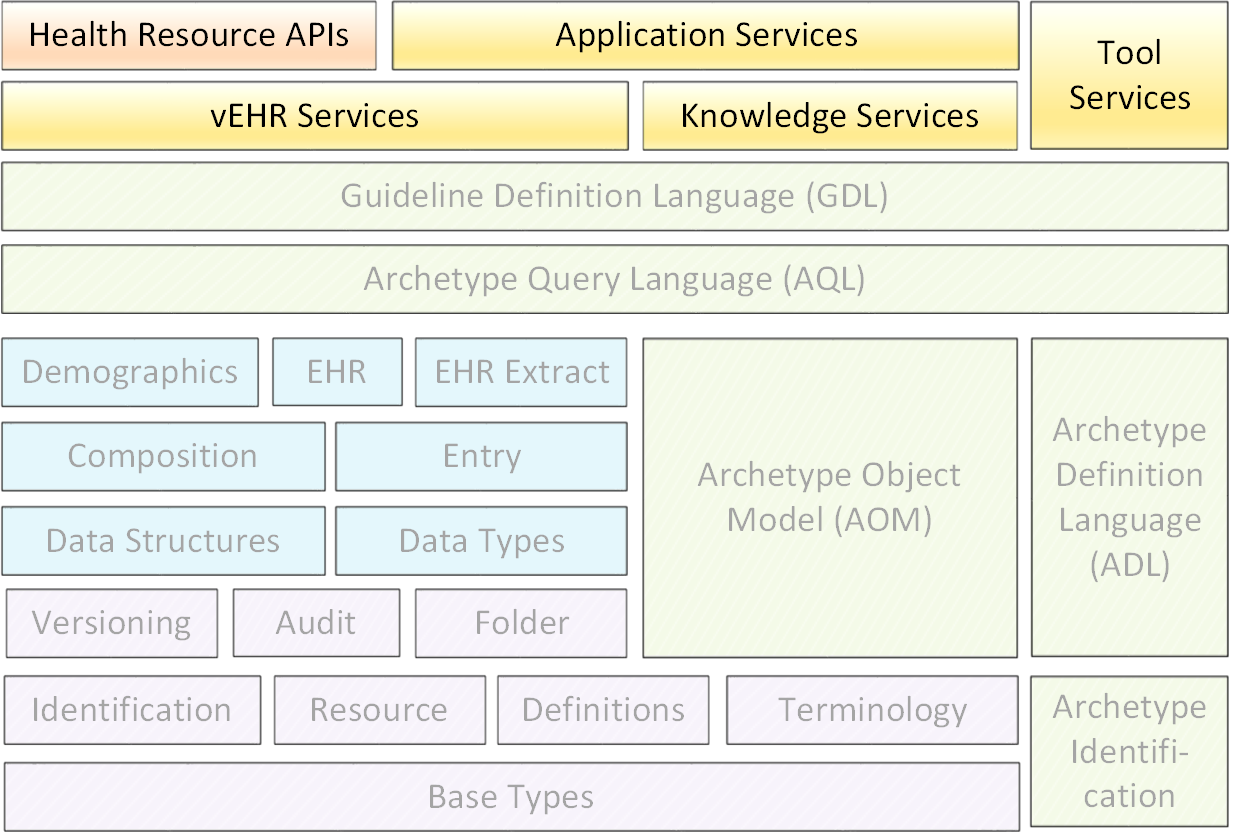 Health Resource APIs
Application Services
Tool
Services
vEHR Services
Knowledge Services
Guideline Definition Language (GDL)
Archetype Query Language (AQL)
Demographics
EHR
EHR Extract
Composition
Entry
Data Structures
Data Types
Versioning
Audit
Folder
Archetype Object
Model (AOM)
Archetype
Definition
Language
(ADL)
Identification
Resource
Definitions
Terminology
Archetype
Identifi-
cation
Base Types